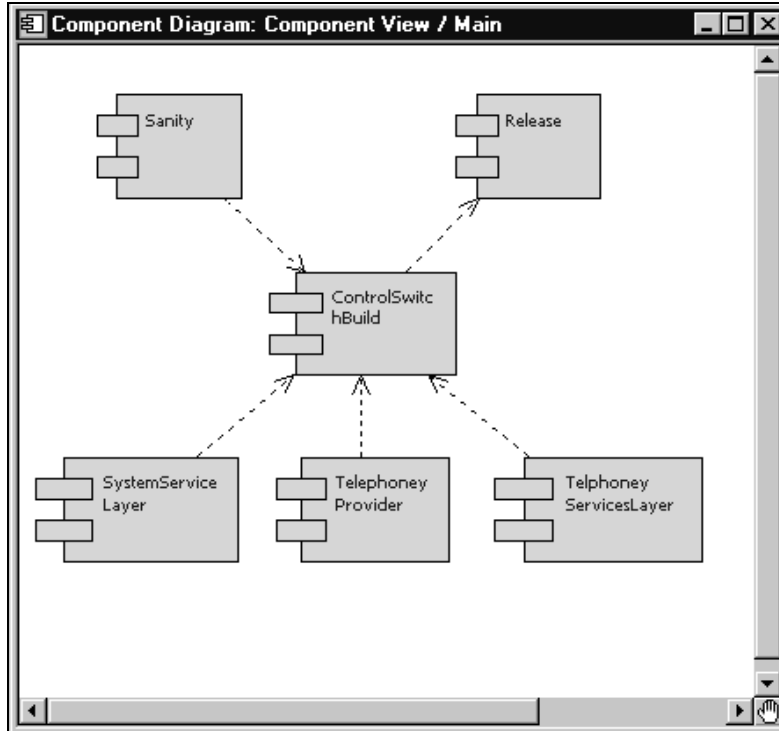 Component Diagram: Component View / Main
Sanity
Release
ControlSwitc
hBuild
SystemService
Layer
Telephoney
Provider
Telphoney
ServicesLayer